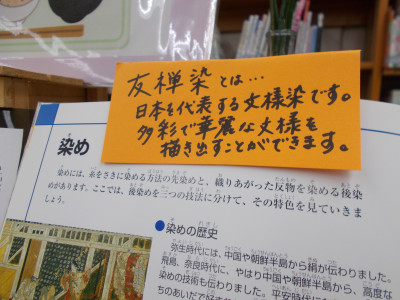 友禅染とは…
日本を代表する文様染です。
多彩で華麗な文様を
描き出すことができます。
染め
染めには、糸をさきに染める方法の先染めと、織りあがった反物を染める後染
めがあります。ここでは、後染めを三つの技法に分けて、その特色を見ていきま
しょう。
●染めの歴史
弥生時代には、中国や朝鮮半島から絹が伝わりました。
飛鳥、奈良時代に、やはり中国や朝鮮半島から、高度な
染めの技術も伝わりました。平安時代